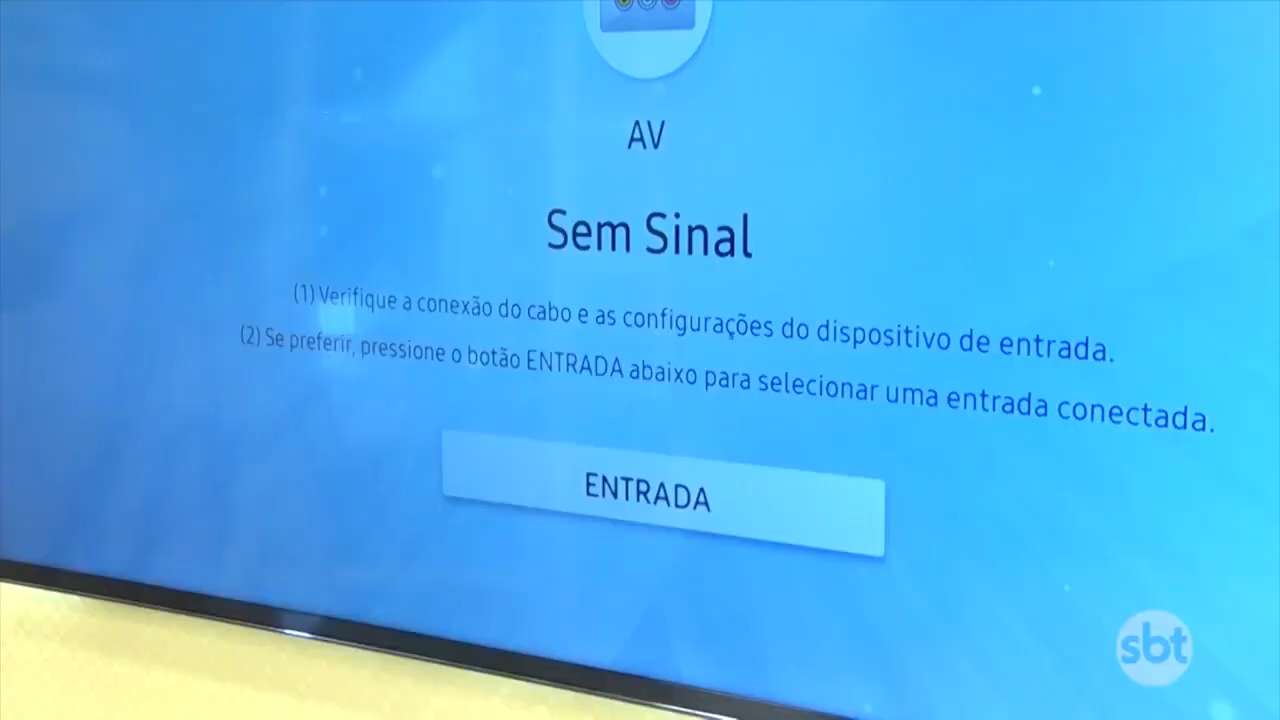 AV
Sem Sinal
(1) Verifique a conexão do cabo e as configurações do dispositivo de entrada.
(2) Se preferir, pressione o botão ENTRADA abaixo para selecionar uma entrada conectada.
ENTRADA
sbt